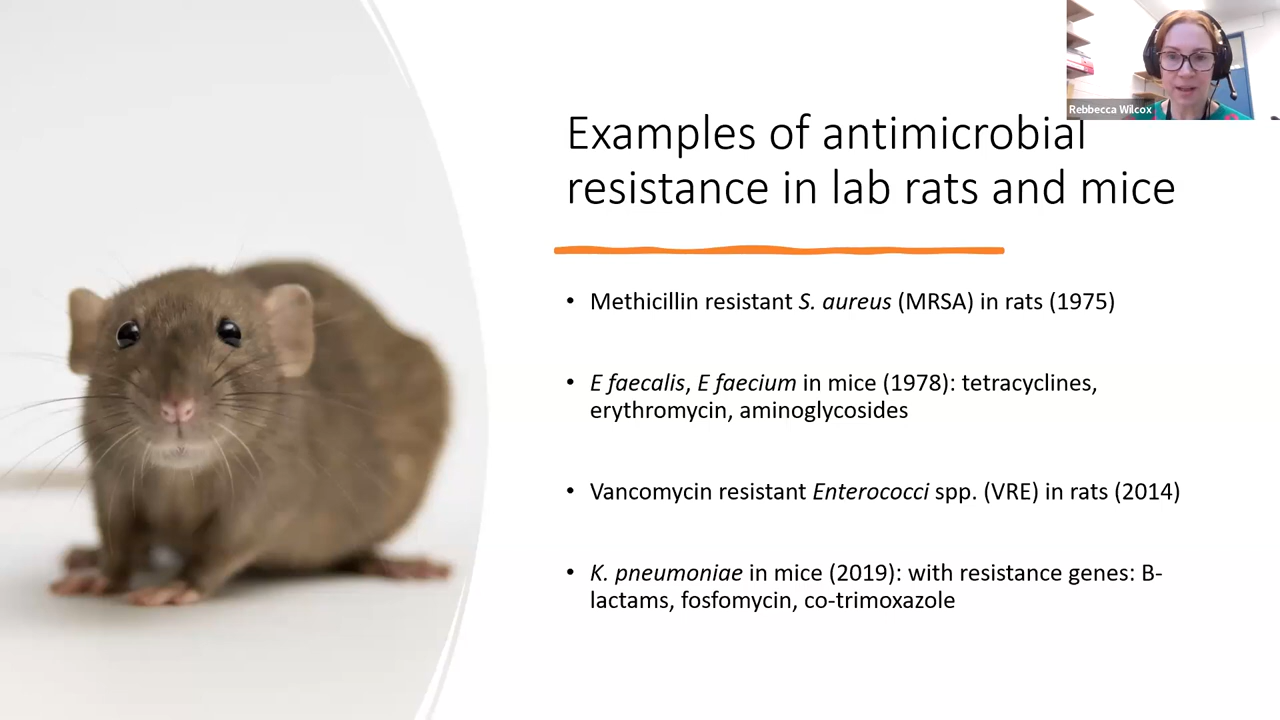 Rebbecca Wilcox
Examples of antimicrobial
resistance in lab rats and mice
• Methicillin resistant S. aureus (MRSA) in rats (1975)
• E faecalis, E faecium in mice (1978): tetracyclines,
erythromycin, aminoglycosides
• Vancomycin resistant Enterococci spp. (VRE) in rats (2014)
• K. pneumoniae in mice (2019): with resistance genes: B-
lactams, fosfomycin, co-trimoxazole